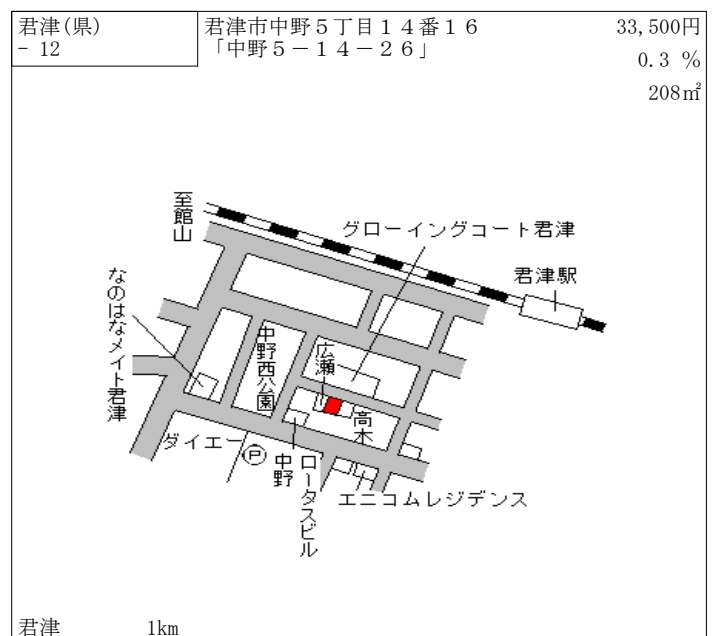 君津(県)
- 12
君津市中野５丁目１４番１６
「中野５－１４－２６」
33,500円
0.3 %
208㎡
至館山
グローイングコート君津
君津駅
なのはなメイト君津
中野西公園
広瀬
高木
ダイエー
Ｐ
中野
ロータスビル
エニコムレジデンス
君津 1km